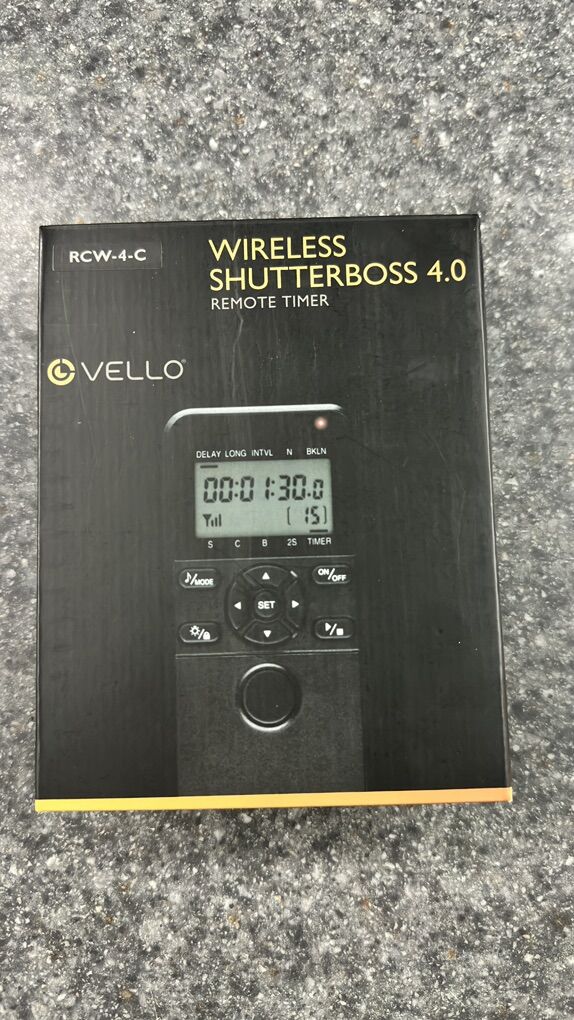 RCW-4-C
WIRELESS
SHUTTERBOSS 4.0
REMOTE TIMER
VELLO®
DELAY LONG INTVL N BKLN
00:01:30.0
[15]
S C B 2S TIMER
♪/MODE
ON/OFF
SET